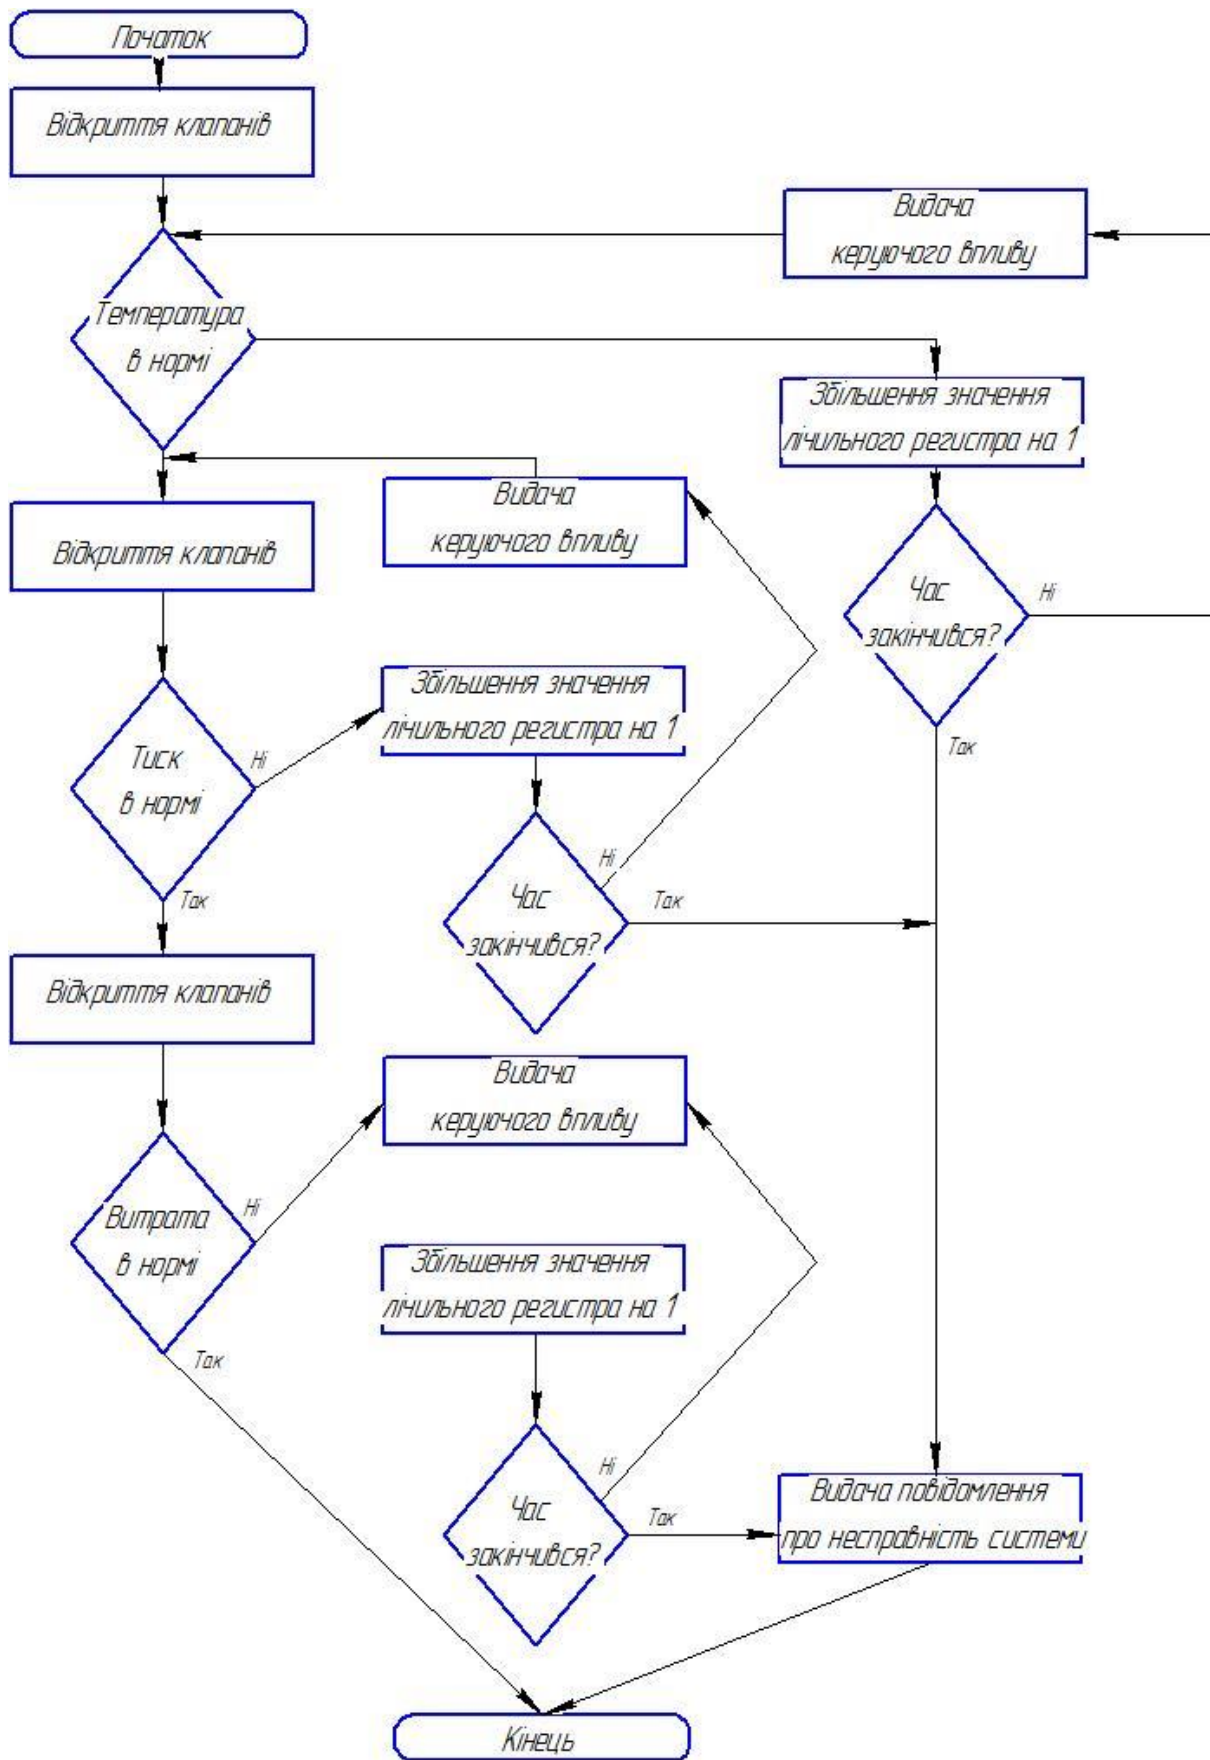 Початок
Відкриття клапанів
Видача
керуючого впливу
Температура
в нормі
Збільшення значення
лічильного регистра на 1
Видача
керуючого впливу
Відкриття клапанів
Час
закінчився?
Ні
Так
Збільшення значення
лічильного регистра на 1
Тиск
в нормі
Ні
Так
Час
закінчився?
Ні
Так
Відкриття клапанів
Видача
керуючого впливу
Витрата
в нормі
Ні
Так
Збільшення значення
лічильного регистра на 1
Час
закінчився?
Ні
Так
Видача повідомлення
про несправність системи
Кінець